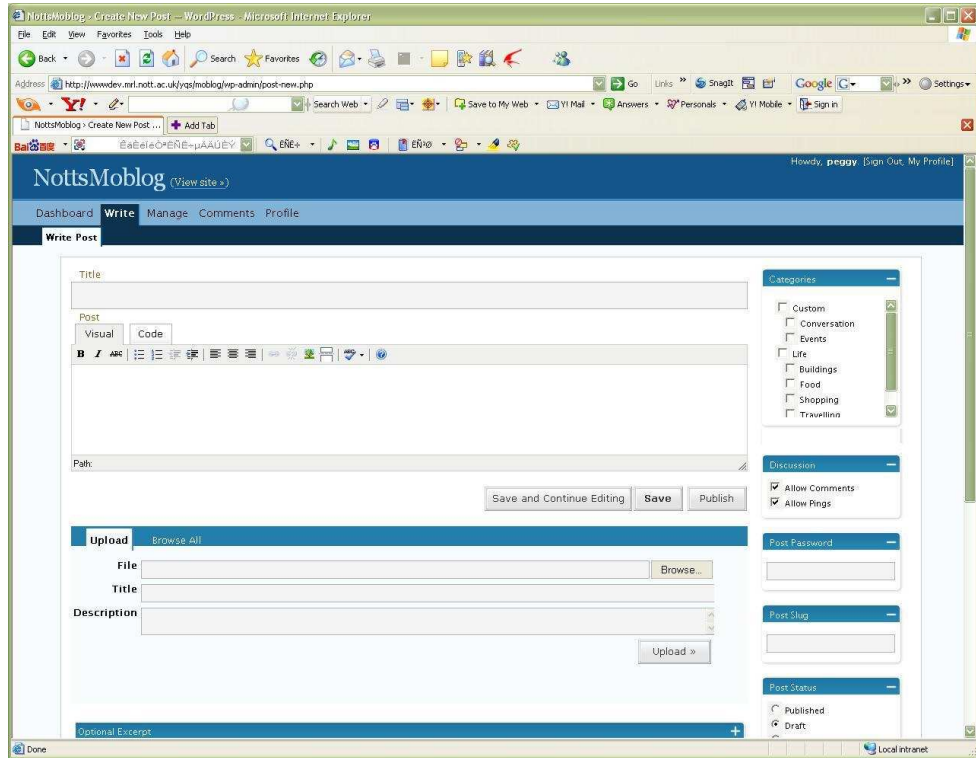 NottsMoblog › Create New Post — WordPress - Microsoft Internet Explorer
File Edit View Favorites Tools Help
Back Search Favorites
Address http://wwwdev.mrl.nott.ac.uk/yqs/moblog/wp-admin/post-new.php Go Links » SnagIt Google G » Settings
Y! Search Web Save to My Web Y! Mail Answers Personals Y! Mobile Sign in
NottsMoblog › Create New Post ... Add Tab
Bai百度
NottsMoblog (View site »)
Howdy, peggy. [Sign Out, My Profile]
Dashboard Write Manage Comments Profile
Write Post
Title
Post
Visual Code
B I ABC
Path:
Save and Continue Editing Save Publish
Upload Browse All
File Browse...
Title
Description
Upload »
Optional Excerpt +
Categories
Custom
Conversation
Events
Life
Buildings
Food
Shopping
Travelling
Discussion
Allow Comments
Allow Pings
Post Password
Post Slug
Post Status
Published
Draft
Done Local intranet